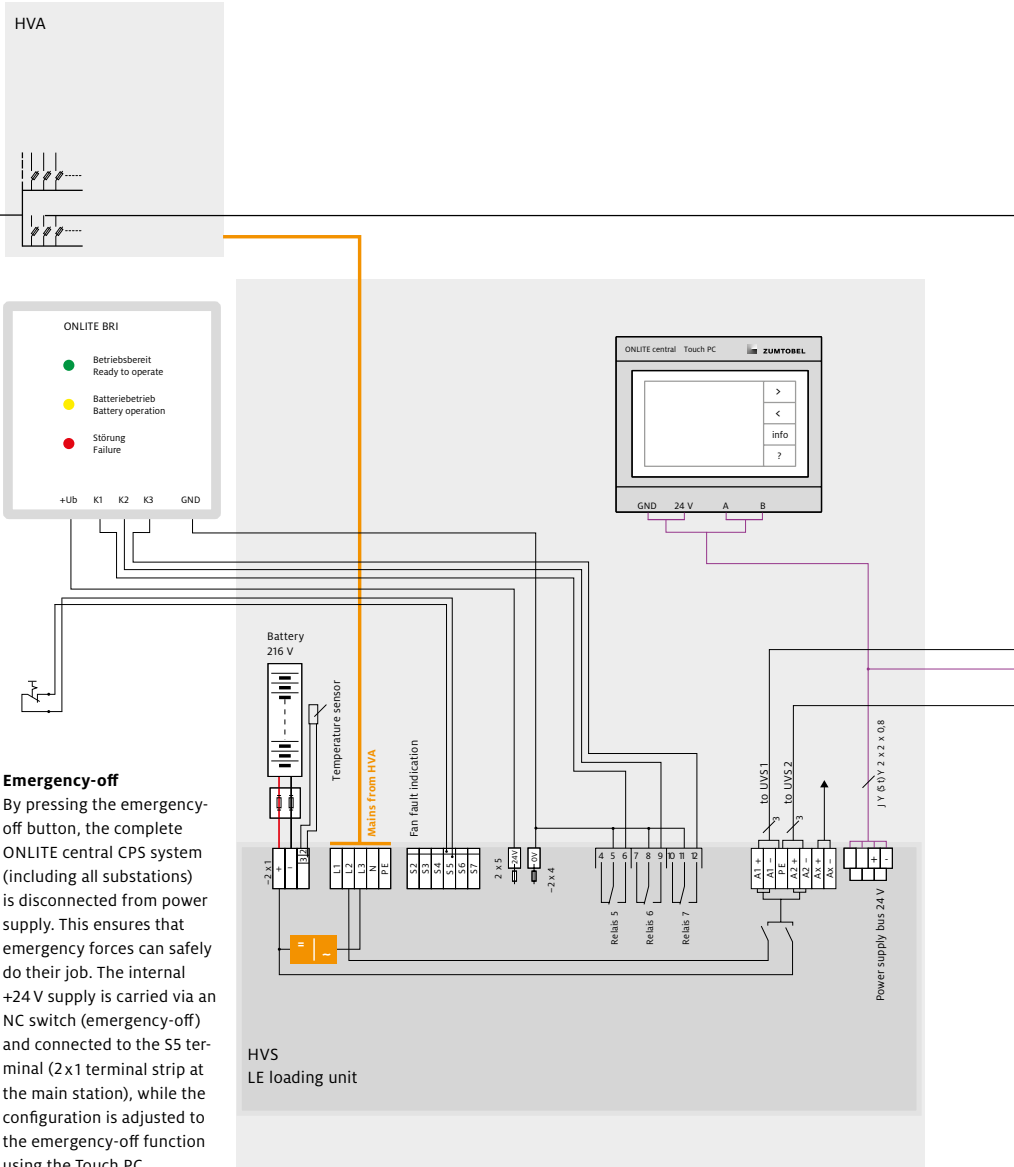 HVA
ONLITE BRI
Betriebsbereit
Ready to operate
Batteriebetrieb
Battery operation
Störung
Failure
+Ub K1 K2 K3 GND
ONLITE central Touch PC ZUMTOBEL
>
<
info
?
GND 24 V A B
Battery
216 V
Temperature sensor
Mains from HVA
Fan fault indication
to UVS 1
to UVS 2
J Y (St) Y 2 x 2 x 0,8
3
3
−2 x 1
+
−
3 2
L1
L2
L3
N
PE
S2
S3
S4
S5
S6
S7
2 x 5
−24V
0V
−2 x 4
4 5 6 7 8 9 10 11 12
Relais 5
Relais 6
Relais 7
A1 +
A1 −
PE
A2 +
A2 −
Ax +
Ax −
+ -
Power supply bus 24 V
=
~
HVS
LE loading unit
Emergency-off
By pressing the emergency-
off button, the complete
ONLITE central CPS system
(including all substations)
is disconnected from power
supply. This ensures that
emergency forces can safely
do their job. The internal
+24 V supply is carried via an
NC switch (emergency-off)
and connected to the S5 ter-
minal (2x1 terminal strip at
the main station), while the
configuration is adjusted to
the emergency-off function
using the Touch PC